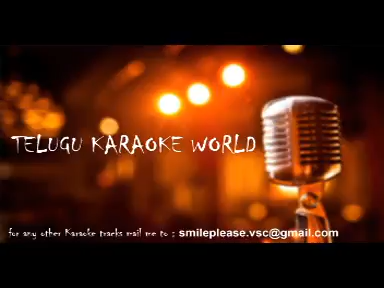 TELUGU KARAOKE WORLD
for any other Karaoke tracks mail me to : smileplease.vsc@gmail.com